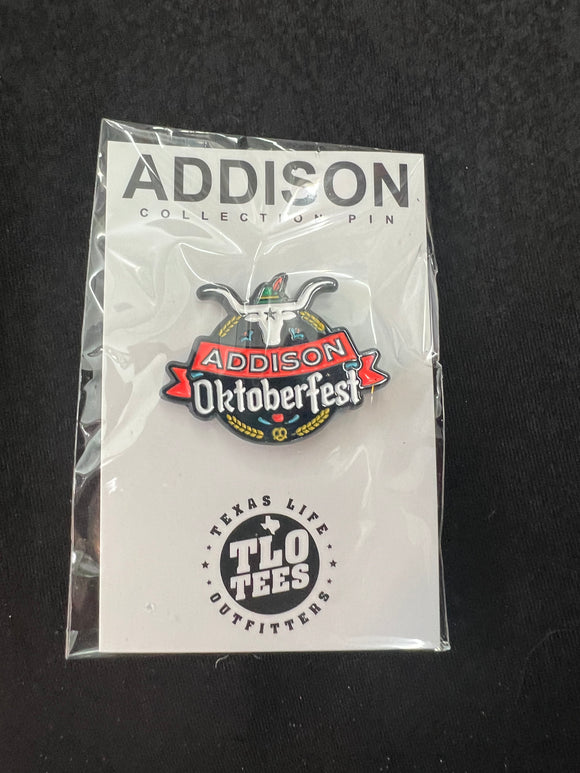 ADDISON
COLLECTION PIN
ADDISON
Oktoberfest
TEXAS LIFE
TLO
TEES
OUTFITTERS